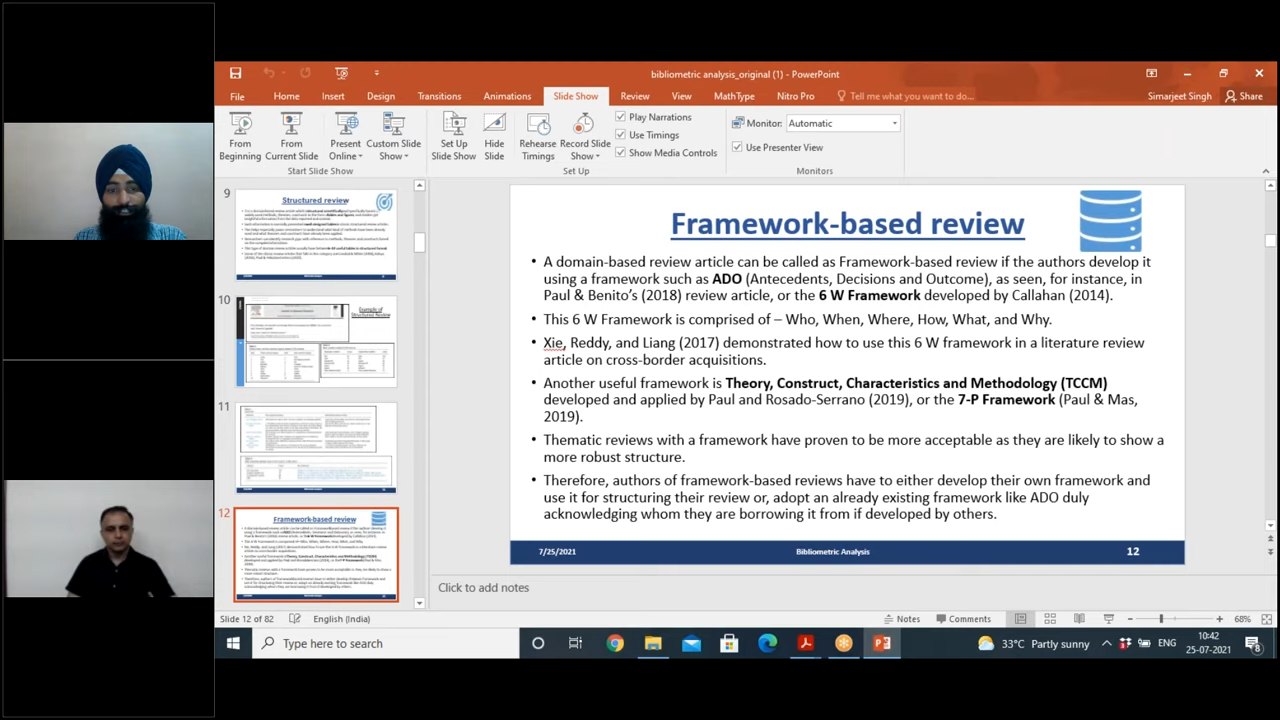 bibliometric analysis_original (1) - PowerPoint
File Home Insert Design Transitions Animations Slide Show Review View MathType Nitro Pro Tell me what you want to do... Simarjeet Singh Share
From Beginning
From Current Slide
Present Online
Custom Slide Show
Start Slide Show
Set Up Slide Show
Hide Slide
Rehearse Timings
Record Slide Show
Play Narrations
Use Timings
Show Media Controls
Set Up
Monitor: Automatic
Use Presenter View
Monitors
9
Structured review
10
Example of
Structured Review
11
12
Framework-based review
Framework-based review
• A domain-based review article can be called as Framework-based review if the authors develop it
using a framework such as ADO (Antecedents, Decisions and Outcome), as seen, for instance, in
Paul & Benito's (2018) review article, or the 6 W Framework developed by Callahan (2014).
• This 6 W Framework is comprised of – Who, When, Where, How, What, and Why.
• Xie, Reddy, and Liang (2017) demonstrated how to use this 6 W framework in a literature review
article on cross-border acquisitions.
• Another useful framework is Theory, Construct, Characteristics and Methodology (TCCM)
developed and applied by Paul and Rosado-Serrano (2019), or the 7-P Framework (Paul & Mas,
2019).
• Thematic reviews with a framework have proven to be more acceptable as they are likely to show a
more robust structure.
• Therefore, authors of framework-based reviews have to either develop their own framework and
use it for structuring their review or, adopt an already existing framework like ADO duly
acknowledging whom they are borrowing it from if developed by others.
7/25/2021 Bibliometric Analysis 12
Click to add notes
Slide 12 of 82 English (India) Notes Comments 68%
Type here to search
33°C Partly sunny ENG 10:42
25-07-2021
8